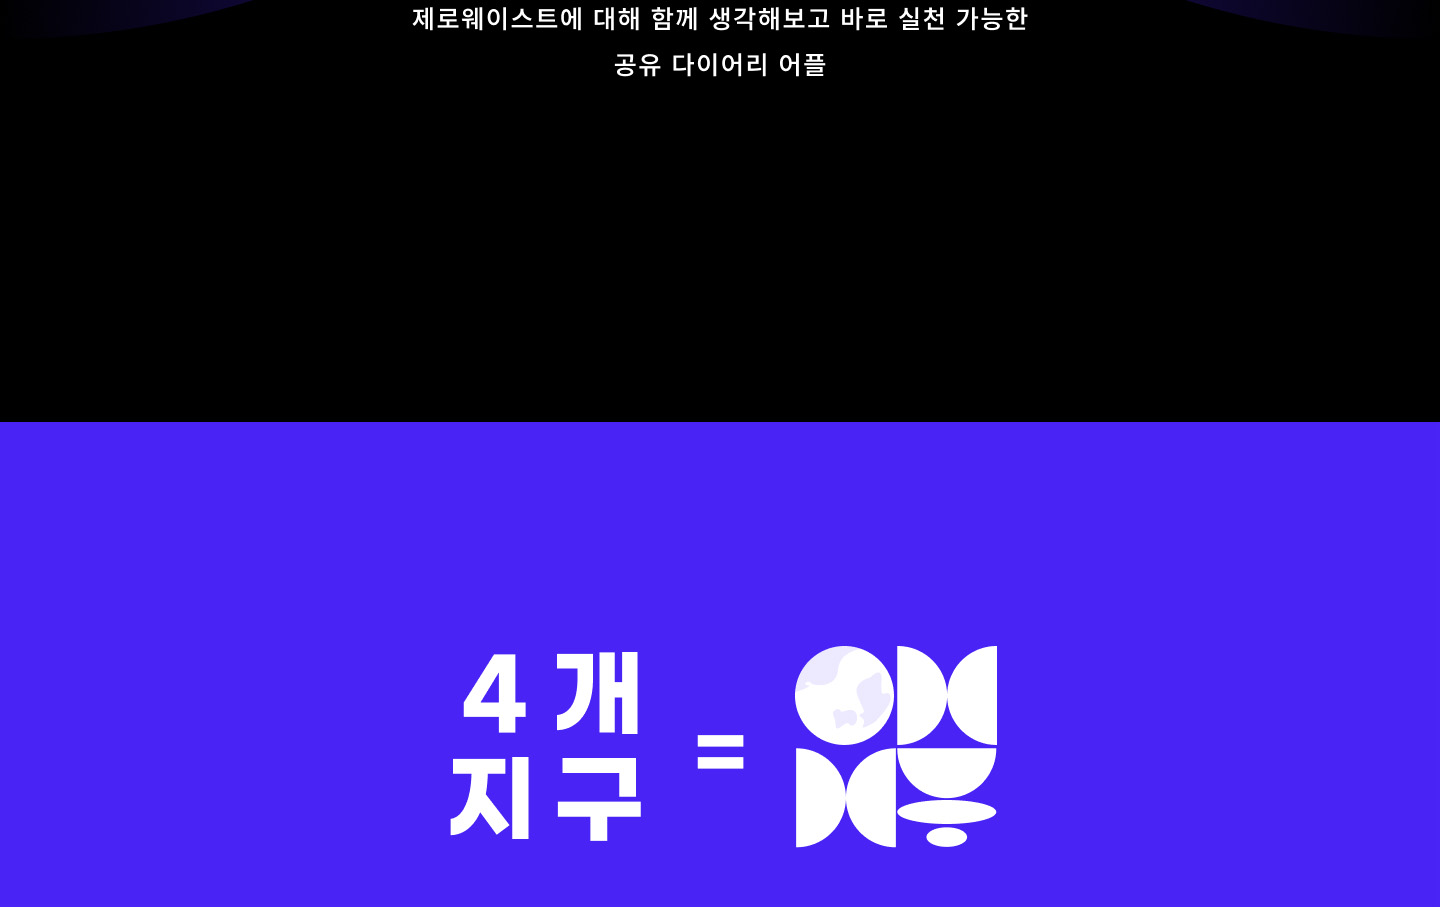 제로웨이스트에 대해 함께 생각해보고 바로 실천 가능한
공유 다이어리 어플
4개
지구
=